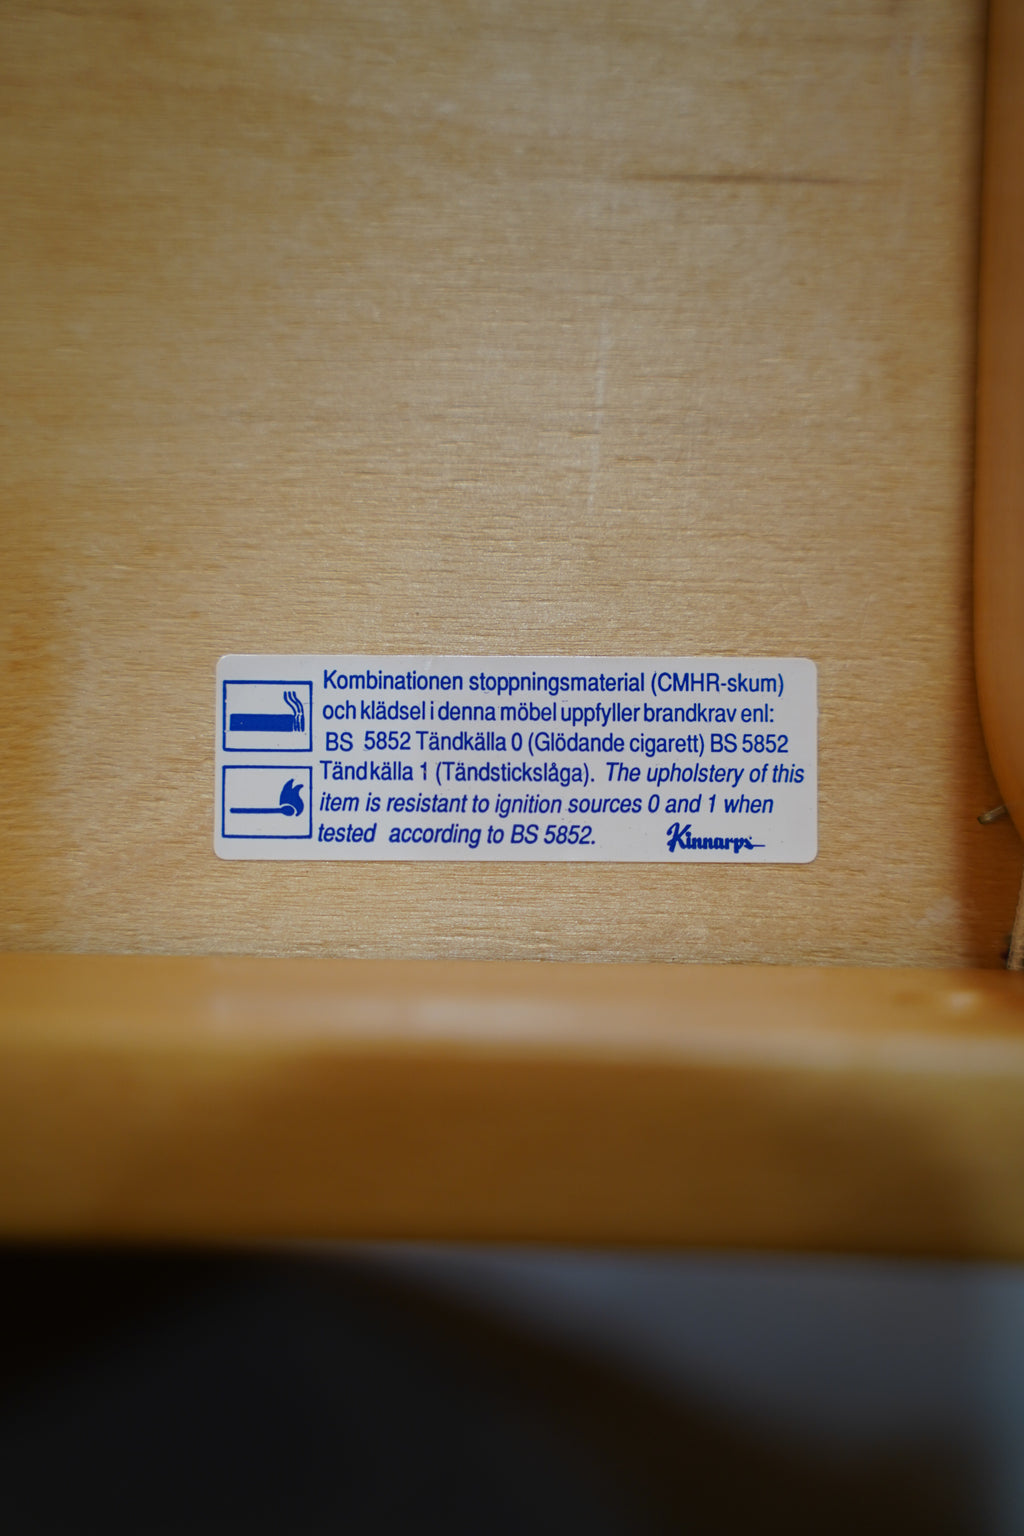 Kombinationen stoppningsmaterial (CMHR-skum)
och klädsel i denna möbel uppfyller brandkrav enl:
BS 5852 Tändkälla 0 (Glödande cigarett) BS 5852
Tändkälla 1 (Tändstickslåga). The upholstery of this
item is resistant to ignition sources 0 and 1 when
tested according to BS 5852.
Kinnarps